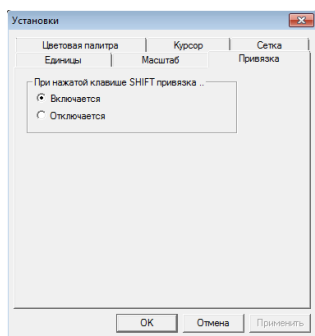 Установки
Цветовая палитра Курсор Сетка
Единицы Масштаб Привязка
При нажатой клавише SHIFT привязка ..
Включается
Отключается
OK Отмена Применить